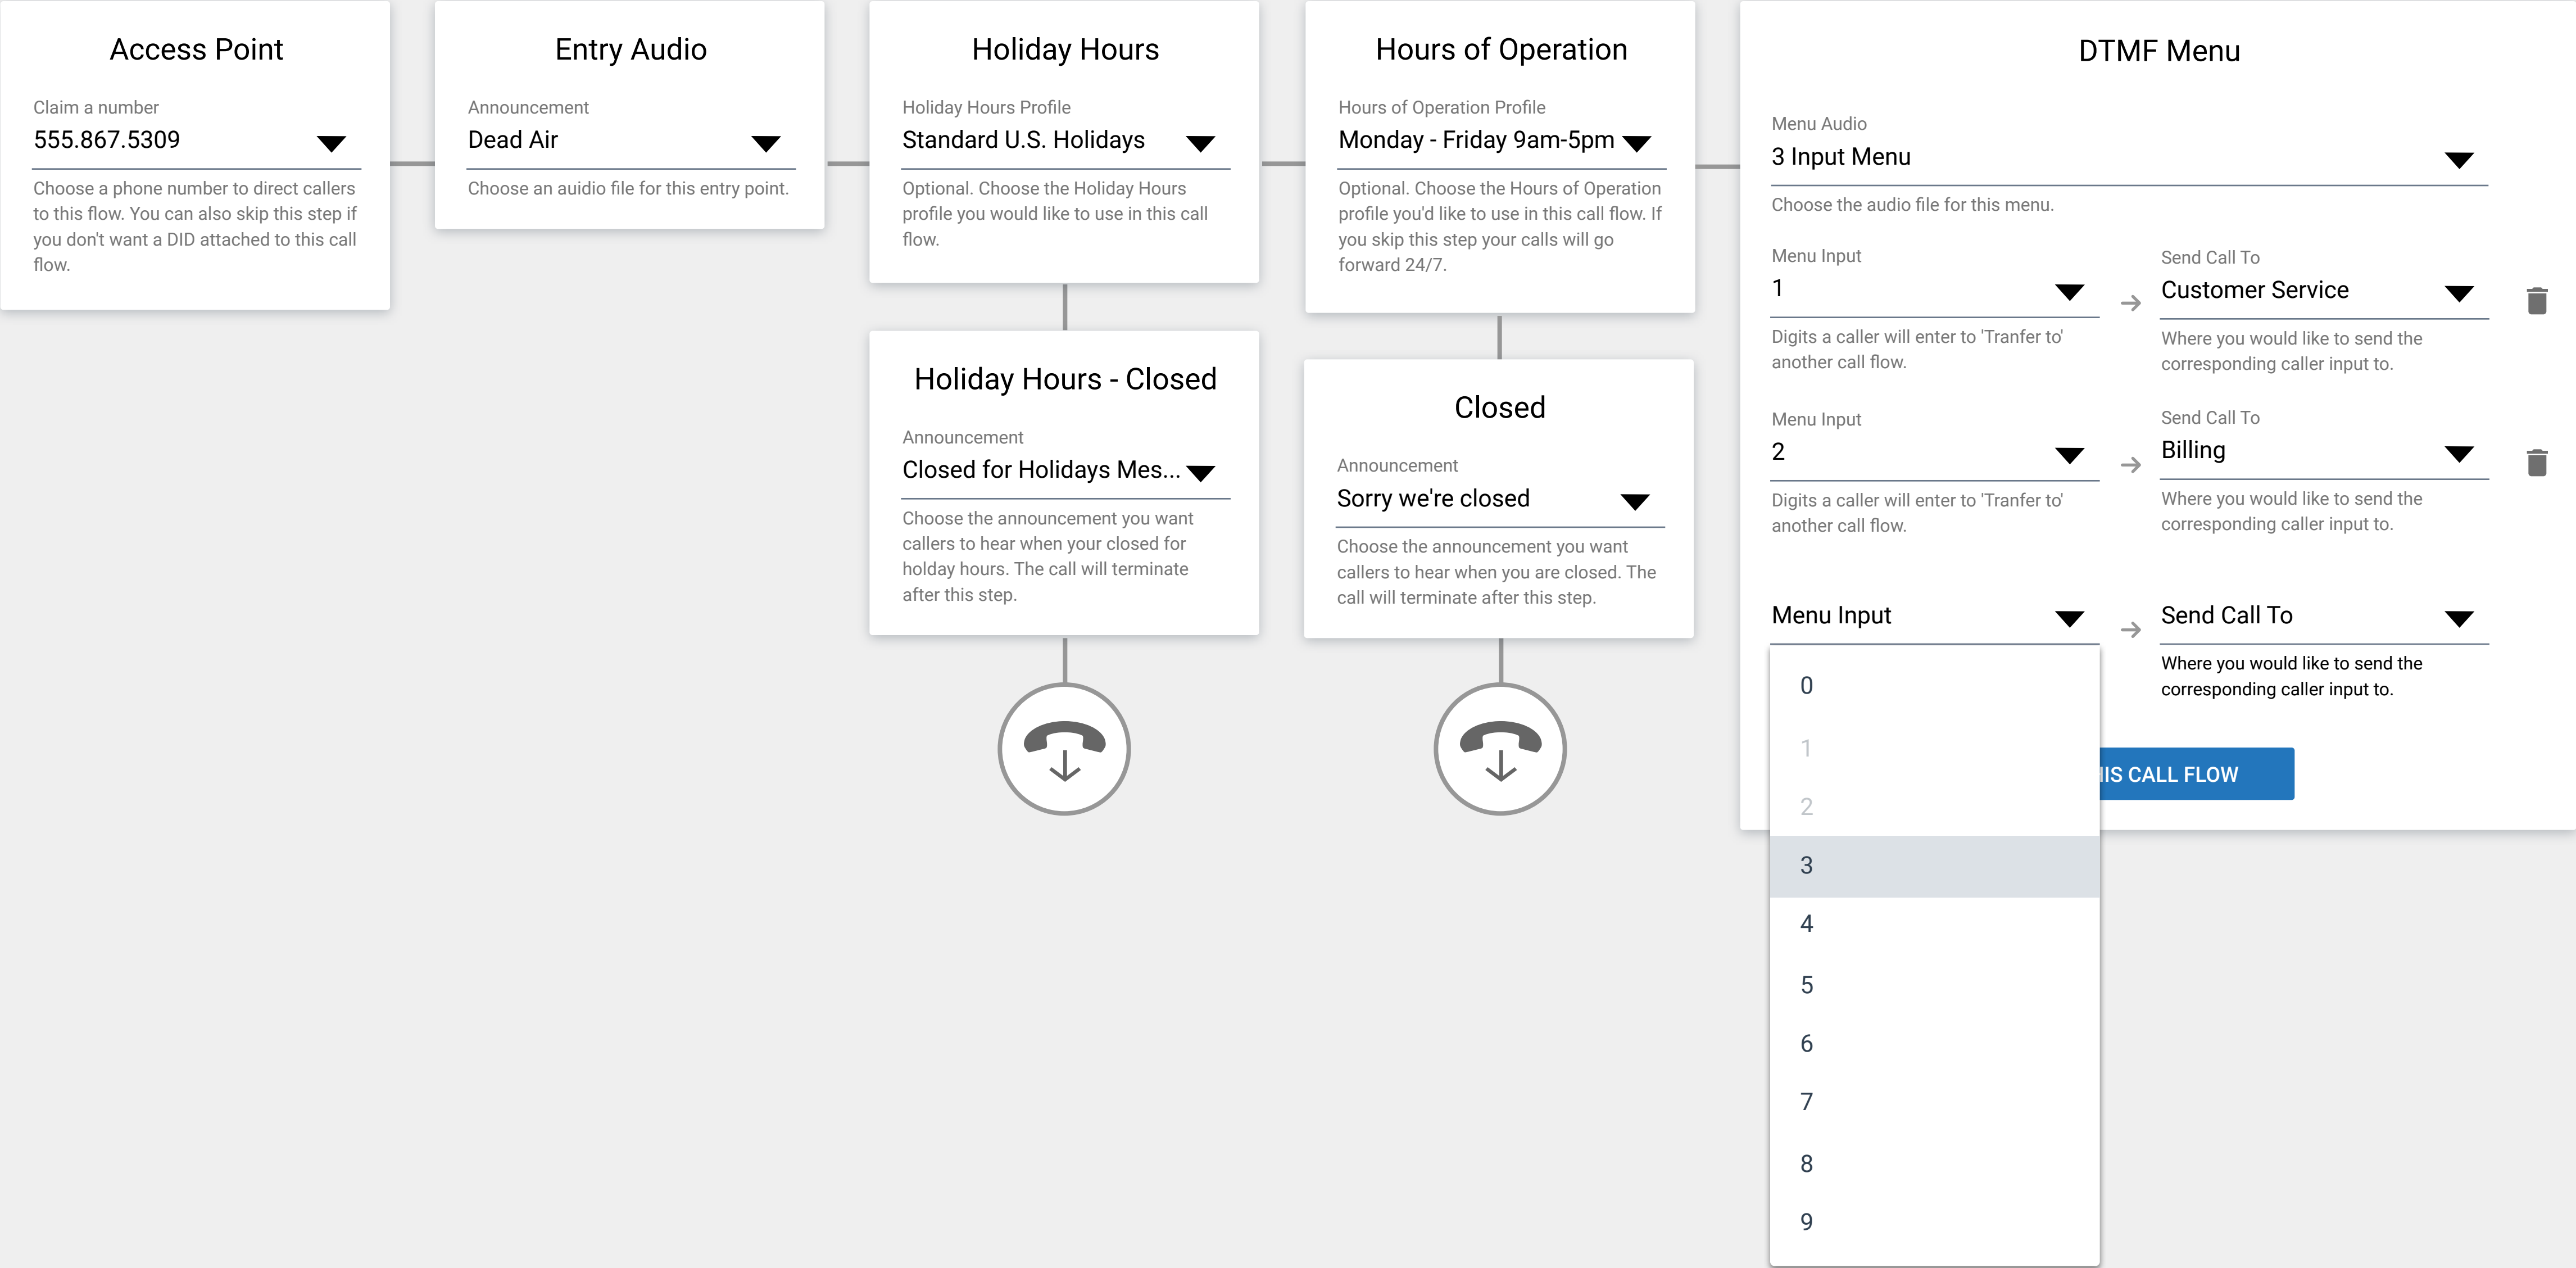 Access Point
Claim a number
555.867.5309
Choose a phone number to direct callers
to this flow. You can also skip this step if
you don't want a DID attached to this call
flow.
Entry Audio
Announcement
Dead Air
Choose an auidio file for this entry point.
Holiday Hours
Holiday Hours Profile
Standard U.S. Holidays
Optional. Choose the Holiday Hours
profile you would like to use in this call
flow.
Holiday Hours - Closed
Announcement
Closed for Holidays Mes...
Choose the announcement you want
callers to hear when your closed for
holday hours. The call will terminate
after this step.
Hours of Operation
Hours of Operation Profile
Monday - Friday 9am-5pm
Optional. Choose the Hours of Operation
profile you'd like to use in this call flow. If
you skip this step your calls will go
forward 24/7.
Closed
Announcement
Sorry we're closed
Choose the announcement you want
callers to hear when you are closed. The
call will terminate after this step.
DTMF Menu
Menu Audio
3 Input Menu
Choose the audio file for this menu.
Menu Input
1
Digits a caller will enter to 'Tranfer to'
another call flow.
Send Call To
Customer Service
Where you would like to send the
corresponding caller input to.
Menu Input
2
Digits a caller will enter to 'Tranfer to'
another call flow.
Send Call To
Billing
Where you would like to send the
corresponding caller input to.
Menu Input
Send Call To
Where you would like to send the
corresponding caller input to.
0
1
2
3
4
5
6
7
8
9
CALL FLOW